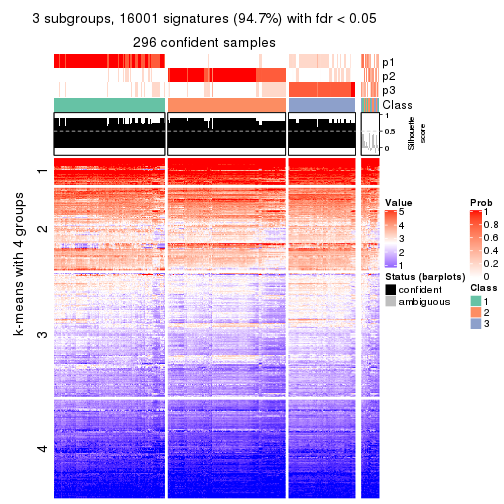 3 subgroups, 16001 signatures (94.7%) with fdr < 0.05
296 confident samples
p1
p2
p3
Class
1
0.5
0
Silhouette
score
k-means with 4 groups
1
2
3
4
Value
5
4
3
2
1
Status (barplots)
confident
ambiguous
Prob
1
0.8
0.6
0.4
0.2
0
Class
1
2
3